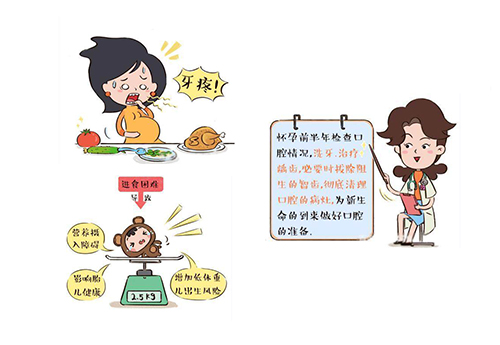 牙疼!
进食困难
导致
营养摄
入障碍
影响胎
儿健康
增加低体重
儿出生风险
2.5KG
怀孕前半年检查口
腔情况,洗牙.治疗
龋齿,必要时拔除阻
生的智齿,彻底清理
口腔的病灶,为新生
命的到来做好口腔
的准备.